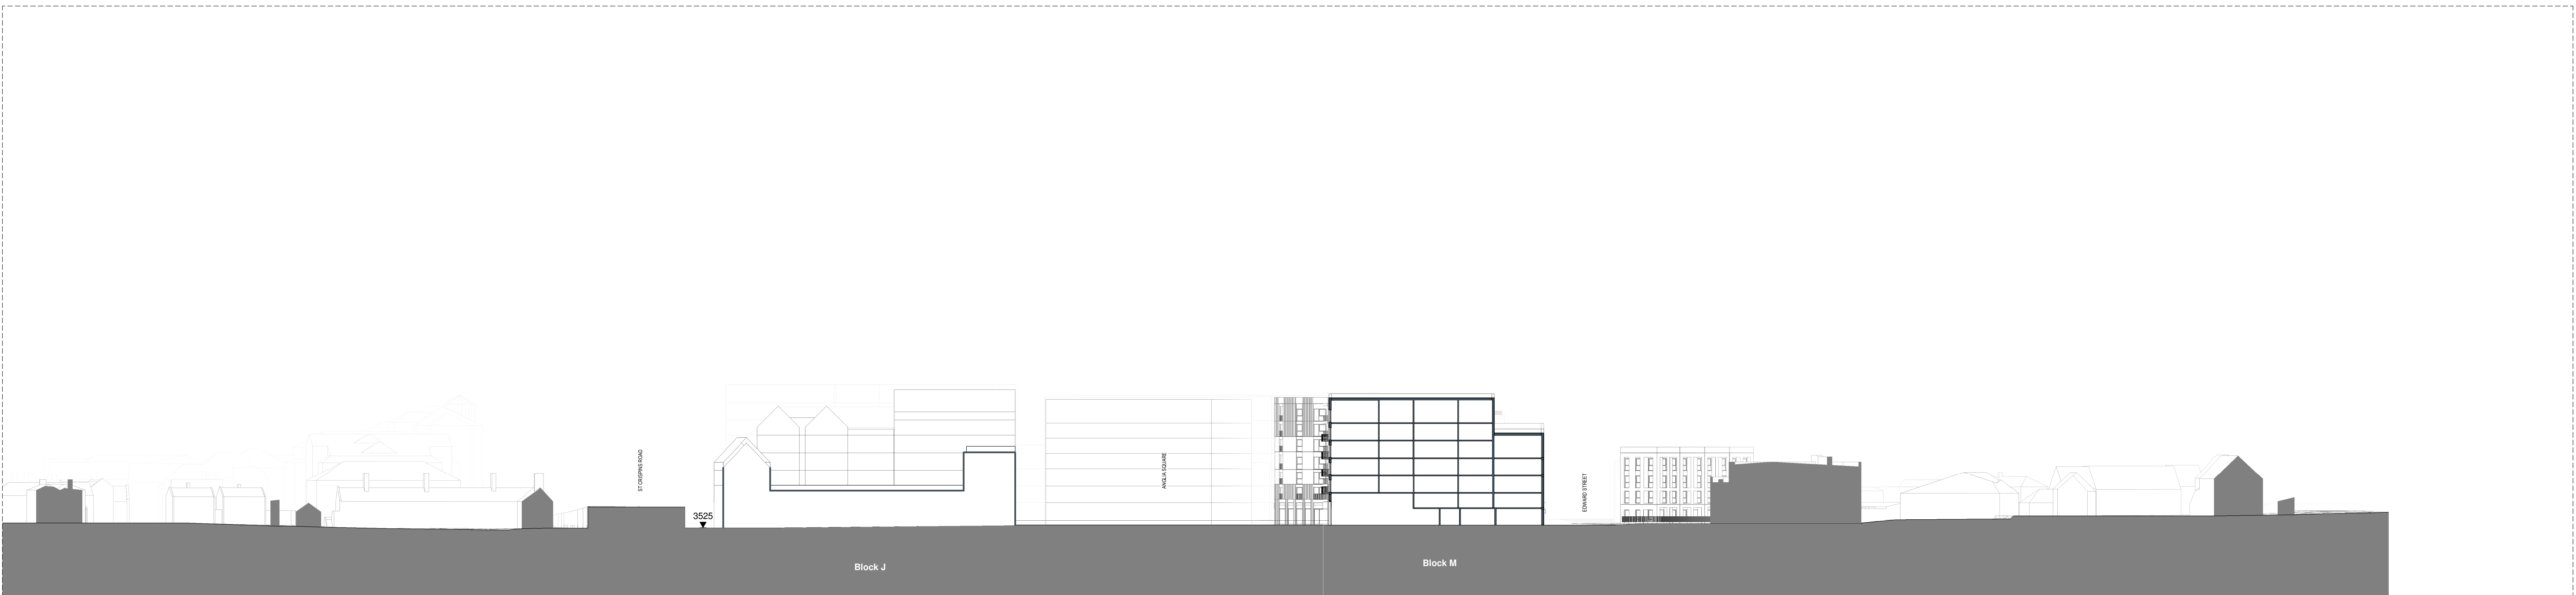 ST CRISPINS ROAD
3525
ANGLIA SQUARE
EDWARD STREET
Block J
Block M